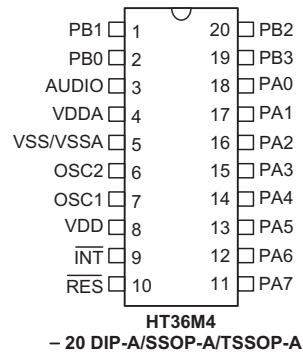 PB1 1 20 PB2
PB0 2 19 PB3
AUDIO 3 18 PA0
VDDA 4 17 PA1
VSS/VSSA 5 16 PA2
OSC2 6 15 PA3
OSC1 7 14 PA4
VDD 8 13 PA5
INT 9 12 PA6
RES 10 11 PA7
HT36M4
– 20 DIP-A/SSOP-A/TSSOP-A